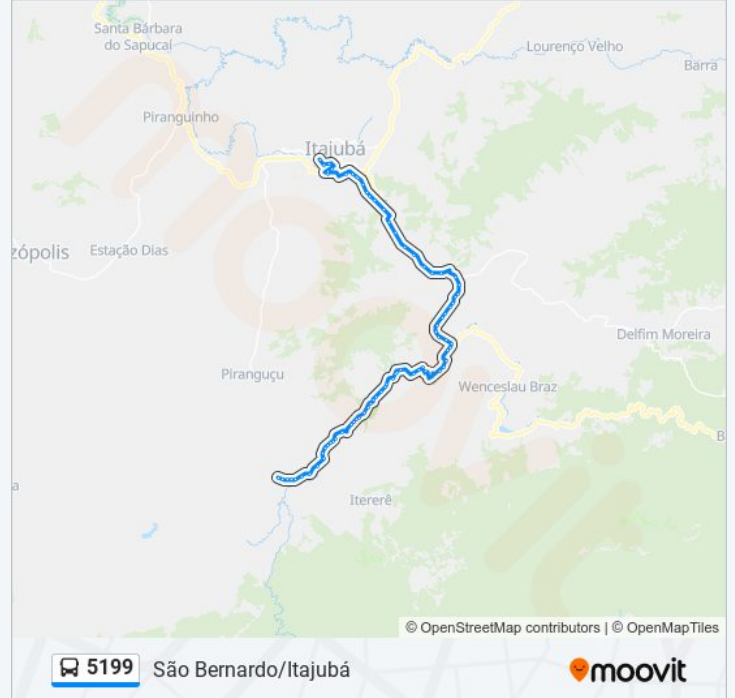 Santa Bárbara
do Sapucaí
Lourenço Velho
Barra
Piranguinho
Itajubá
zópolis
Estação Dias
Delfim Moreira
Piranguçu
Wenceslau Braz
B
a
Itererê
© OpenStreetMap contributors | © OpenMapTiles
5199 São Bernardo/Itajubá
moovit